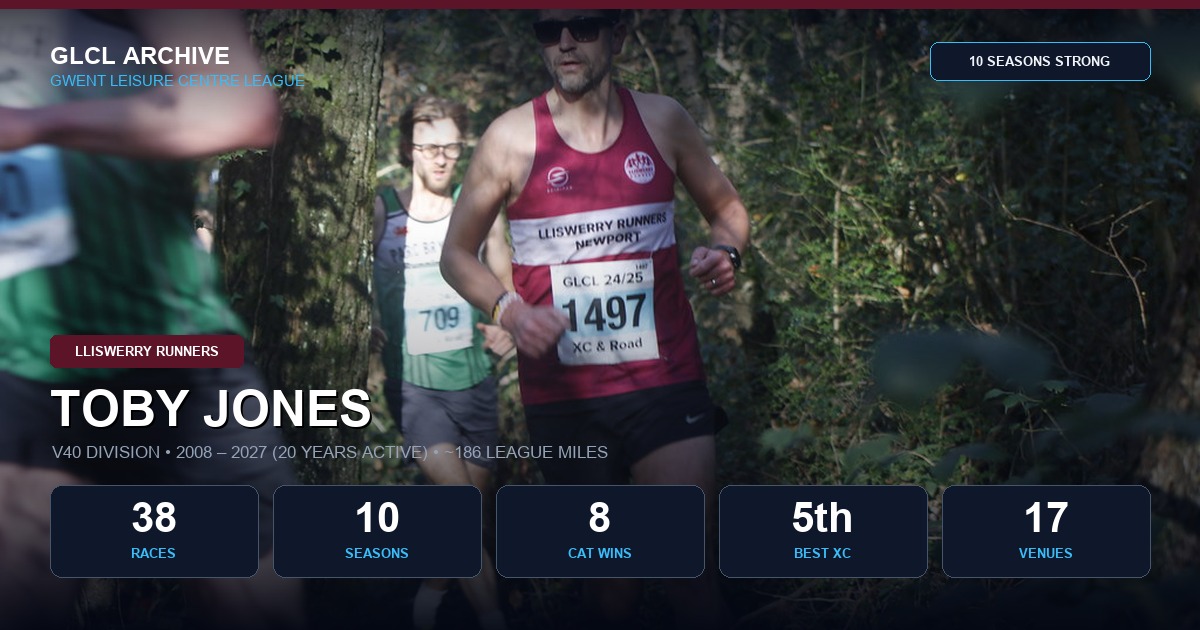 GLCL ARCHIVE
GWENT LEISURE CENTRE LEAGUE
10 SEASONS STRONG
LLISWERRY RUNNERS
NEWPORT
1497
GLCL 24/25
1497
XC & Road
709
LLISWERRY RUNNERS
TOBY JONES
V40 DIVISION • 2008 – 2027 (20 YEARS ACTIVE) • ~186 LEAGUE MILES
38
RACES
10
SEASONS
8
CAT WINS
5th
BEST XC
17
VENUES